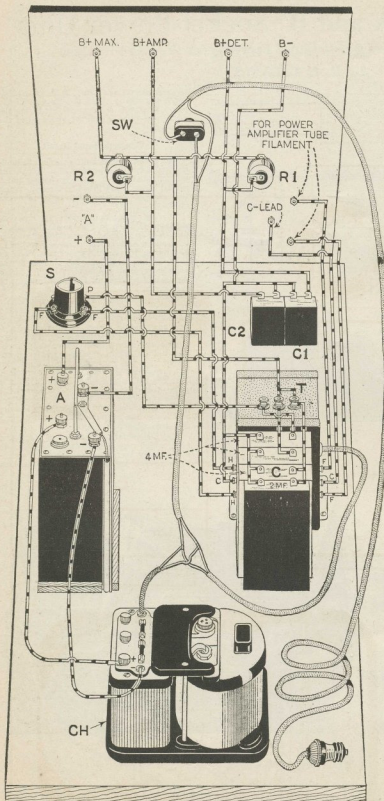 B+MAX. B+AMP. B+DET. B-
SW
FOR POWER
AMPLIFIER TUBE
FILAMENT
R2 R1
C-LEAD
-
"A"
+
S
P
F
C2
C1
T
+ -
A
+
4MF.
C
H
C
H
2MF.
C
F
+
-
CH